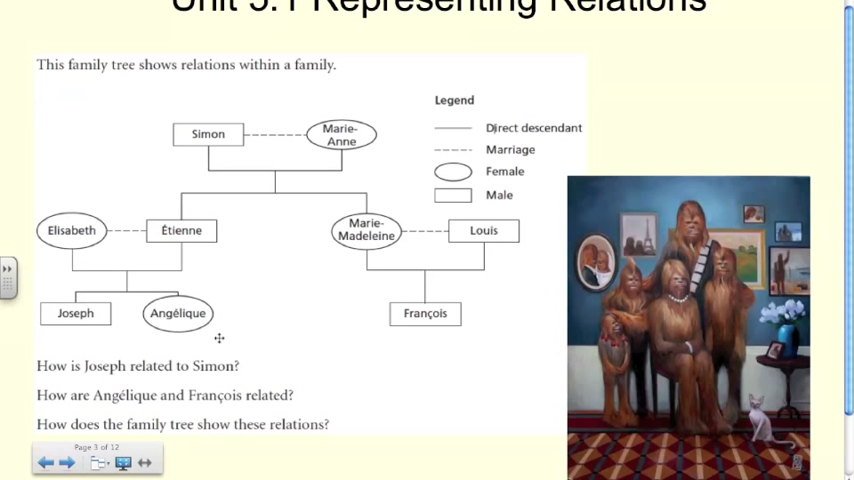 Unit 5.1 Representing Relations
This family tree shows relations within a family.
Legend
Simon
Marie-
Anne
Direct descendant
Marriage
Female
Male
Elisabeth
Étienne
Marie-
Madeleine
Louis
Joseph
Angélique
François
How is Joseph related to Simon?
How are Angélique and François related?
How does the family tree show these relations?
Page 3 of 12